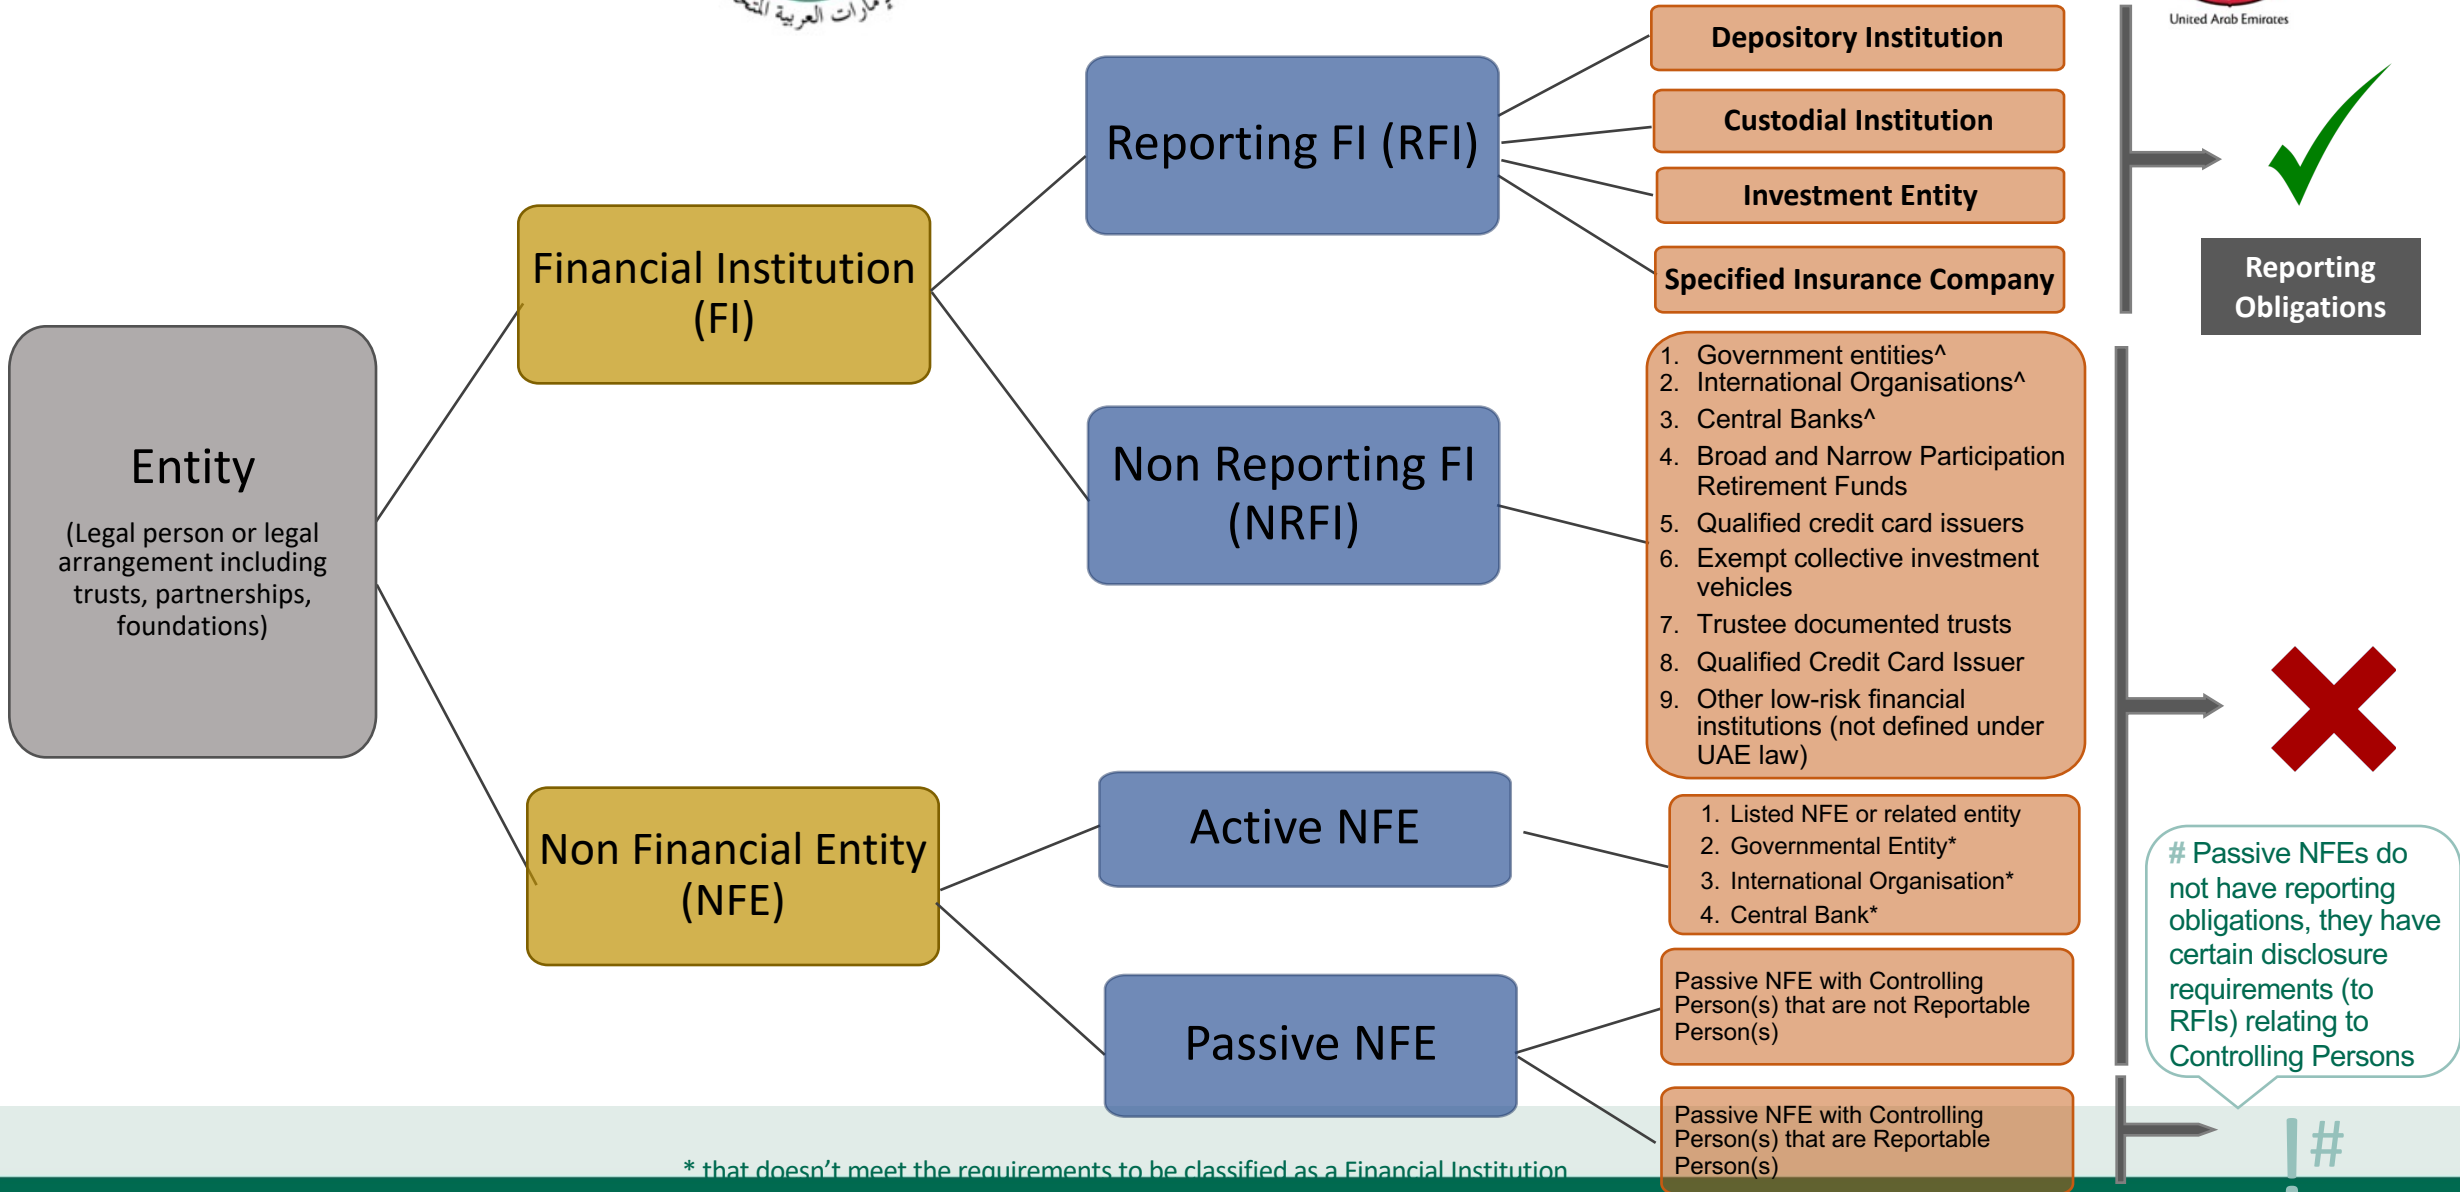 الإمارات العربية المتحدة
United Arab Emirates
Entity
(Legal person or legal
arrangement including
trusts, partnerships,
foundations)
Financial Institution
(FI)
Non Financial Entity
(NFE)
Reporting FI (RFI)
Non Reporting FI
(NRFI)
Active NFE
Passive NFE
Depository Institution
Custodial Institution
Investment Entity
Specified Insurance Company
1. Government entities^
2. International Organisations^
3. Central Banks^
4. Broad and Narrow Participation
Retirement Funds
5. Qualified credit card issuers
6. Exempt collective investment
vehicles
7. Trustee documented trusts
8. Qualified Credit Card Issuer
9. Other low-risk financial
institutions (not defined under
UAE law)
1. Listed NFE or related entity
2. Governmental Entity*
3. International Organisation*
4. Central Bank*
Passive NFE with Controlling
Person(s) that are not Reportable
Person(s)
Passive NFE with Controlling
Person(s) that are Reportable
Person(s)
Reporting
Obligations
# Passive NFEs do
not have reporting
obligations, they have
certain disclosure
requirements (to
RFIs) relating to
Controlling Persons
!#
* that doesn't meet the requirements to be classified as a Financial Institution